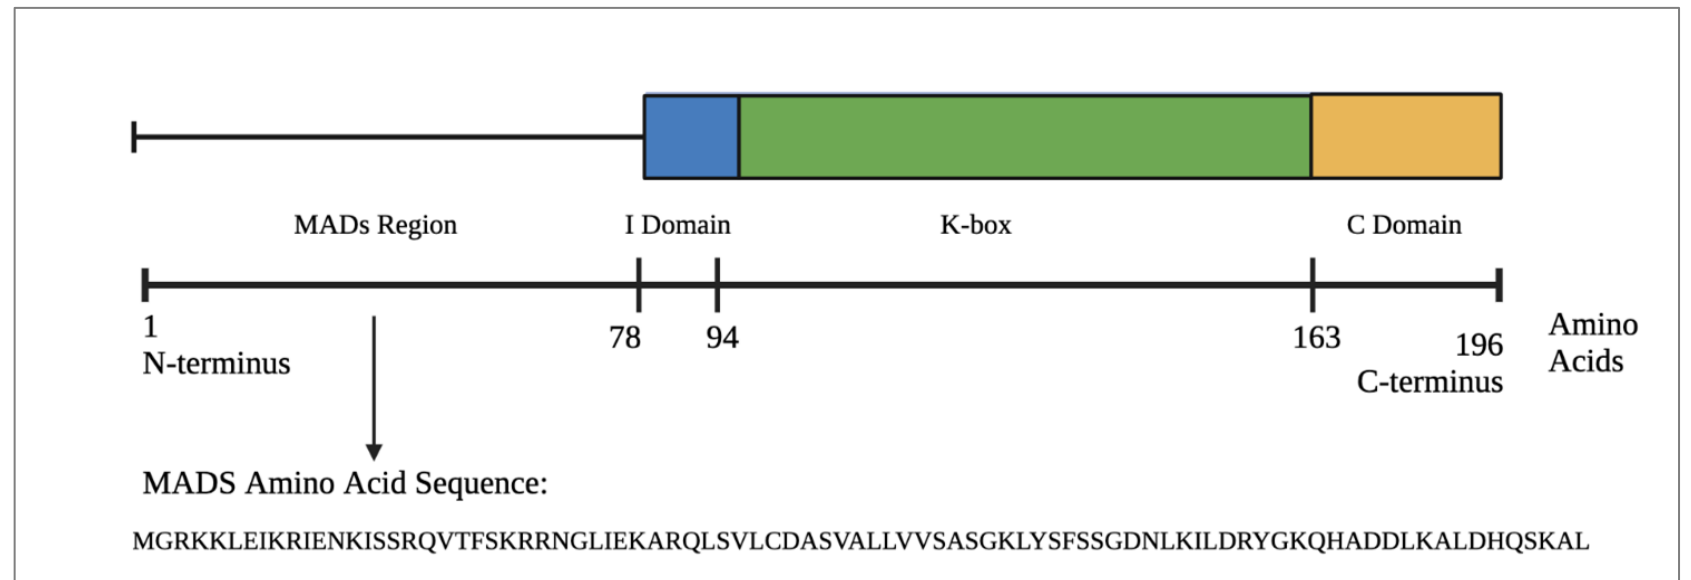 MADs Region I Domain K-box C Domain
1 78 94 163 196 Amino
N-terminus C-terminus Acids
MADS Amino Acid Sequence:
MGRKKLEIKRIENKISSRQVTFSKRRNGLIEKARQLSVLCDASVALLVVSASGKLYSFSSGDNLKILDRYGKQHADDLKALDHQSKAL